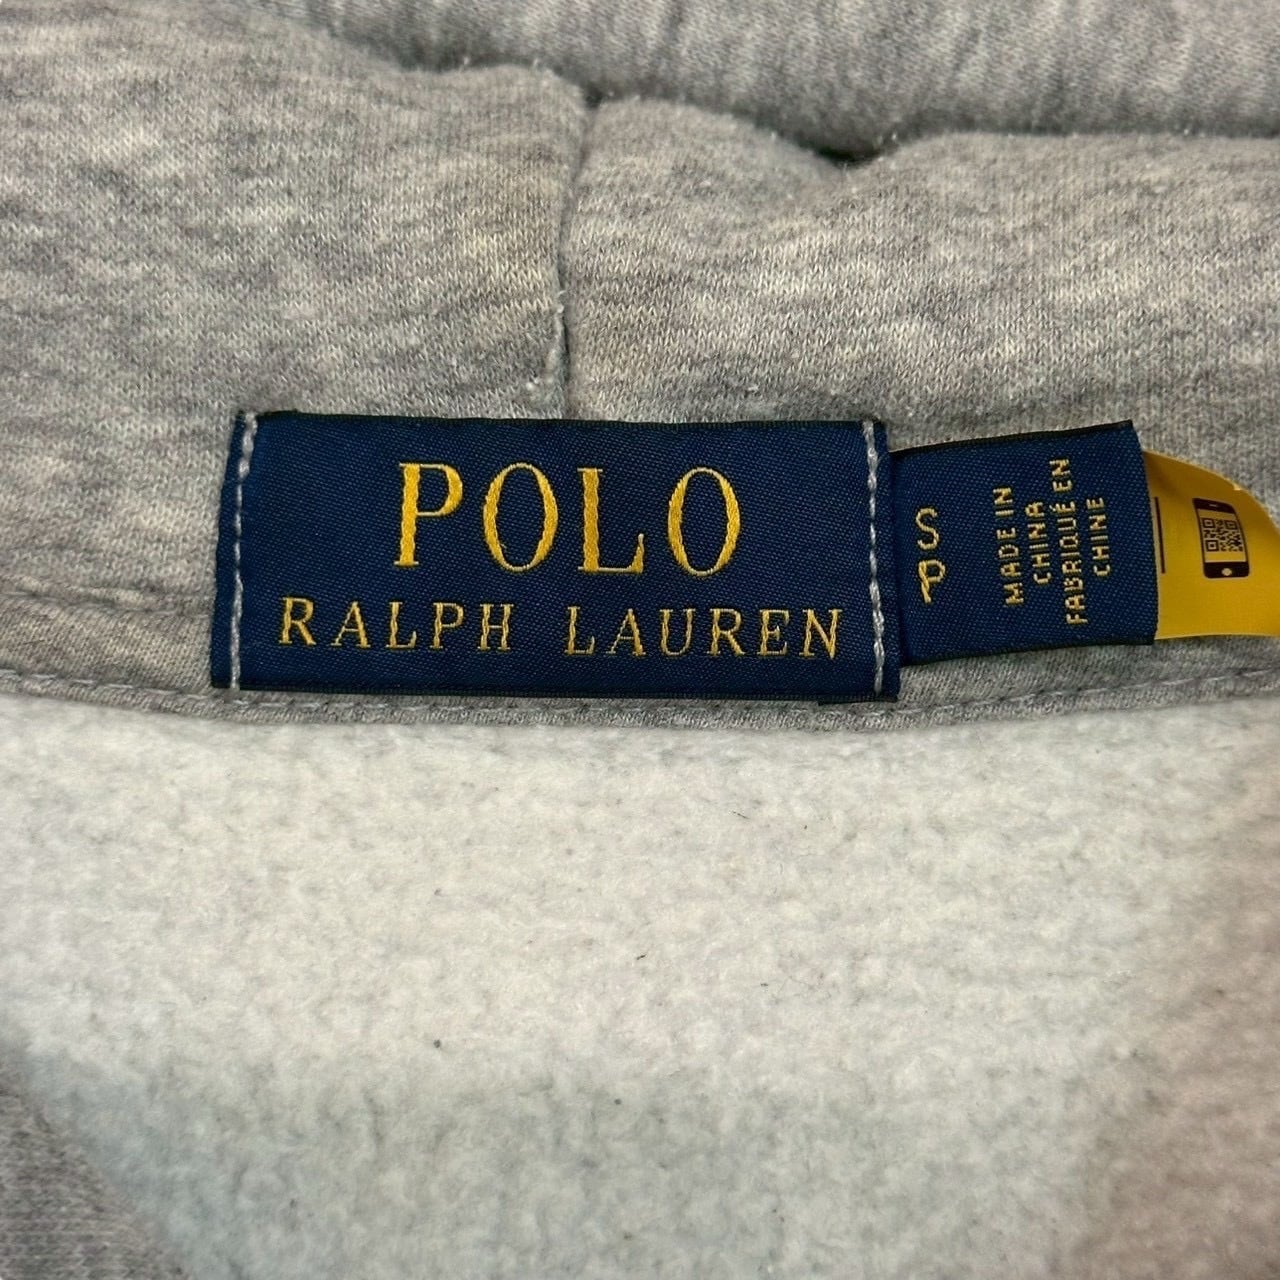 POLO
RALPH LAUREN
S
P
MADE IN
CHINA
FABRIQUÉ EN
CHINE